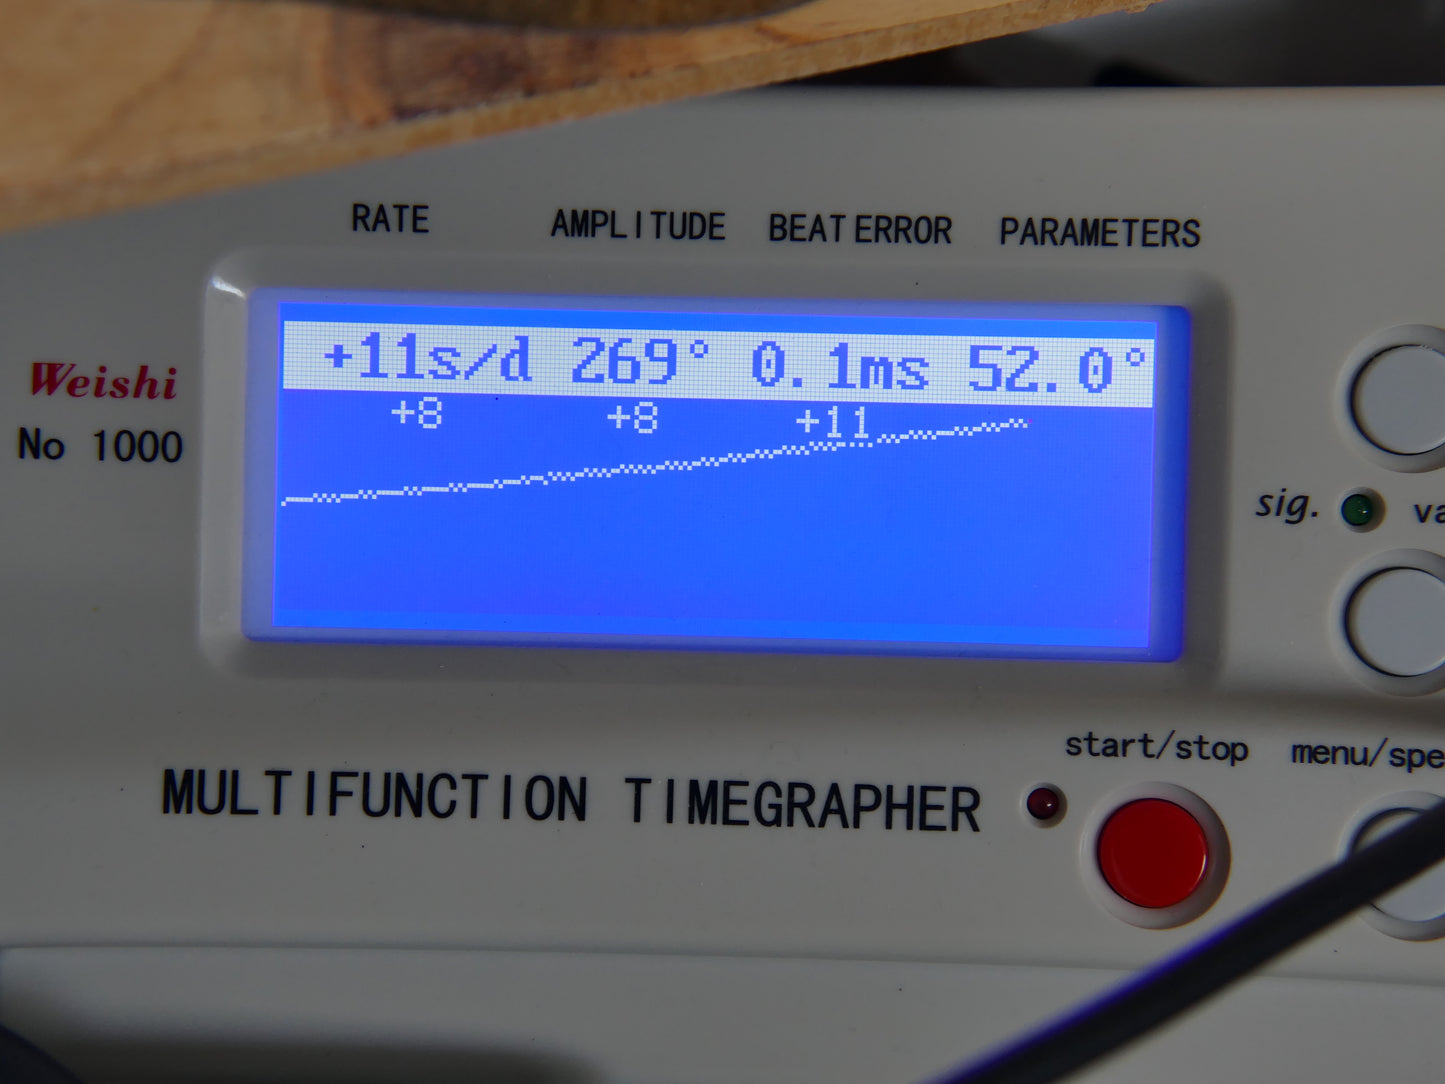 RATE AMPLITUDE BEAT ERROR PARAMETERS
+11s/d 269° 0.1ms 52.0°
+8 +8 +11
Weishi
No 1000
sig.
start/stop
MULTIFUNCTION TIMEGRAPHER